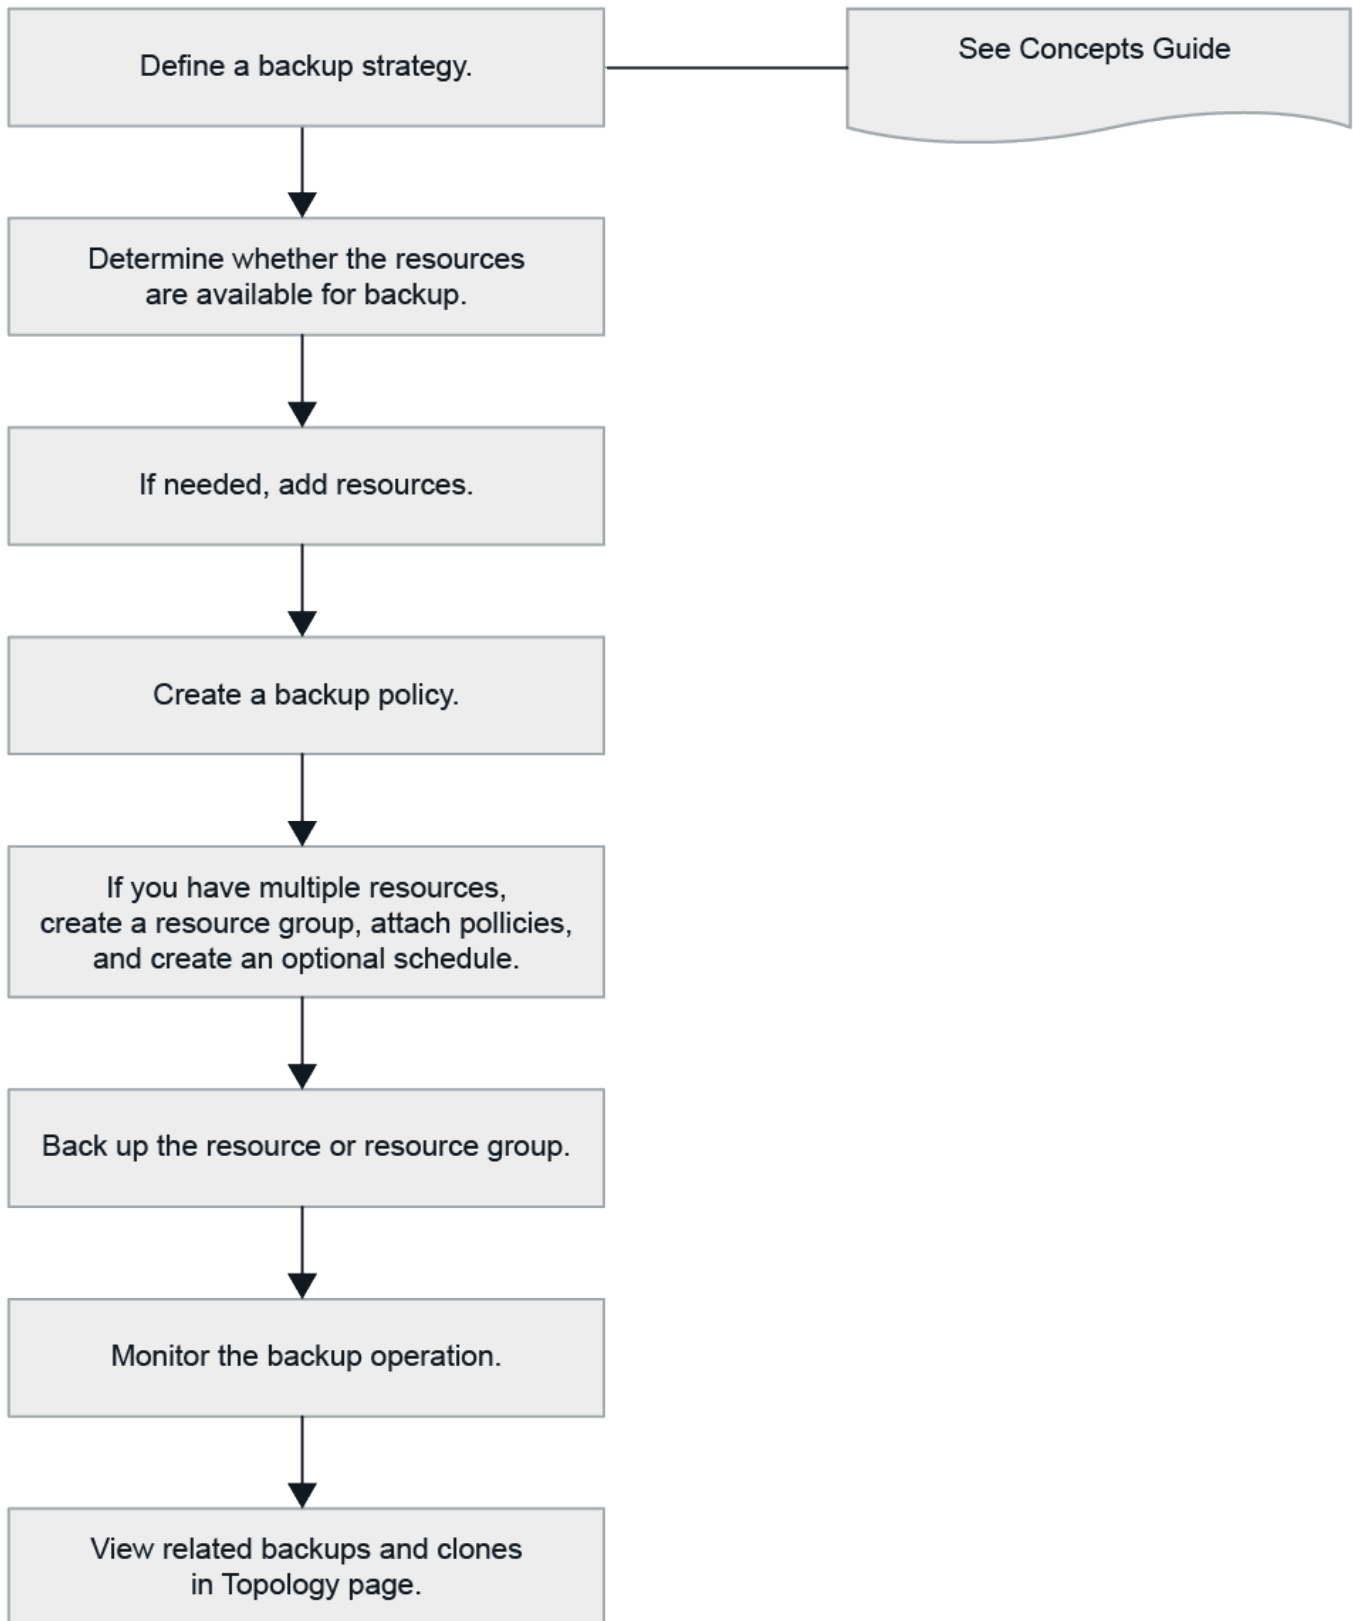 Define a backup strategy.
See Concepts Guide
Determine whether the resources
are available for backup.
If needed, add resources.
Create a backup policy.
If you have multiple resources,
create a resource group, attach pollicies,
and create an optional schedule.
Back up the resource or resource group.
Monitor the backup operation.
View related backups and clones
in Topology page.